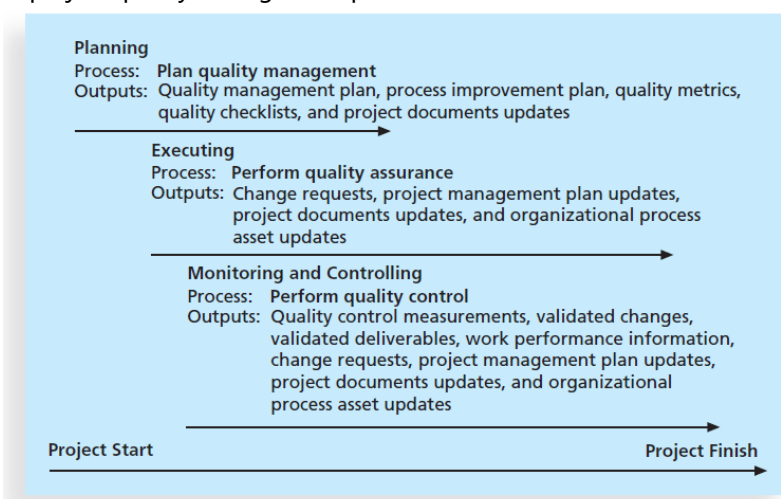 Planning
Process: Plan quality management
Outputs: Quality management plan, process improvement plan, quality metrics,
quality checklists, and project documents updates
Executing
Process: Perform quality assurance
Outputs: Change requests, project management plan updates,
project documents updates, and organizational process
asset updates
Monitoring and Controlling
Process: Perform quality control
Outputs: Quality control measurements, validated changes,
validated deliverables, work performance information,
change requests, project management plan updates,
project documents updates, and organizational
process asset updates
Project Start Project Finish